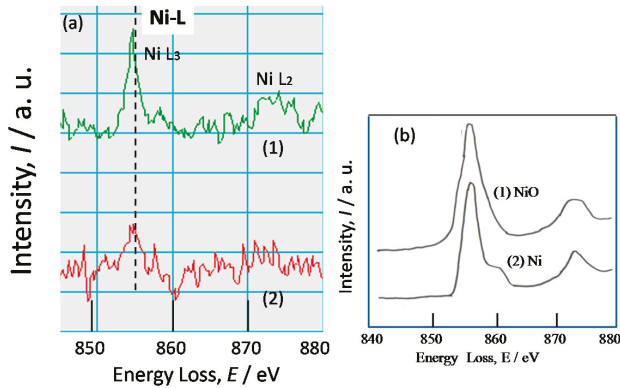 (a)
Ni-L
Ni L3
Ni L2
(1)
(2)
Intensity, I / a. u.
850 860 870 880
Energy Loss, E / eV
(b)
(1) NiO
(2) Ni
Intensity, I / a. u.
840 850 860 870 880
Energy Loss, E / eV